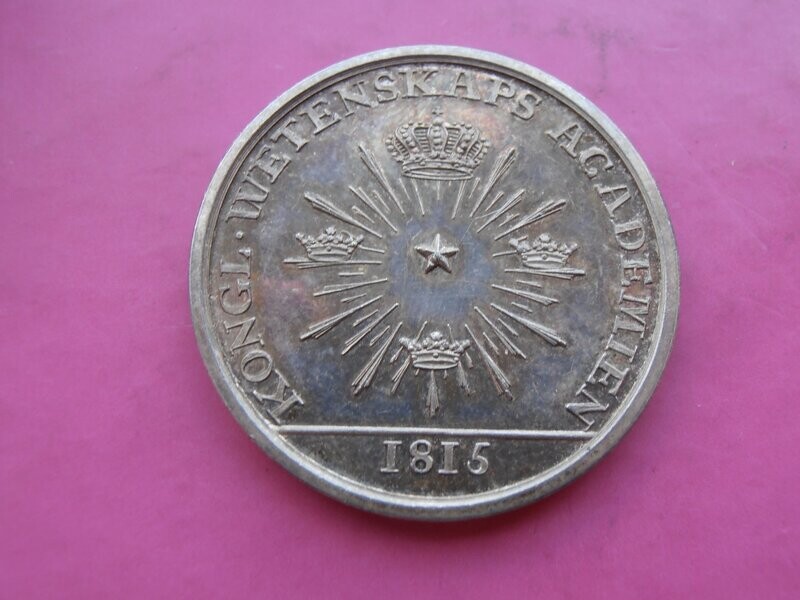 KONGL · WETENSKAPS ACADEMIEN
1815